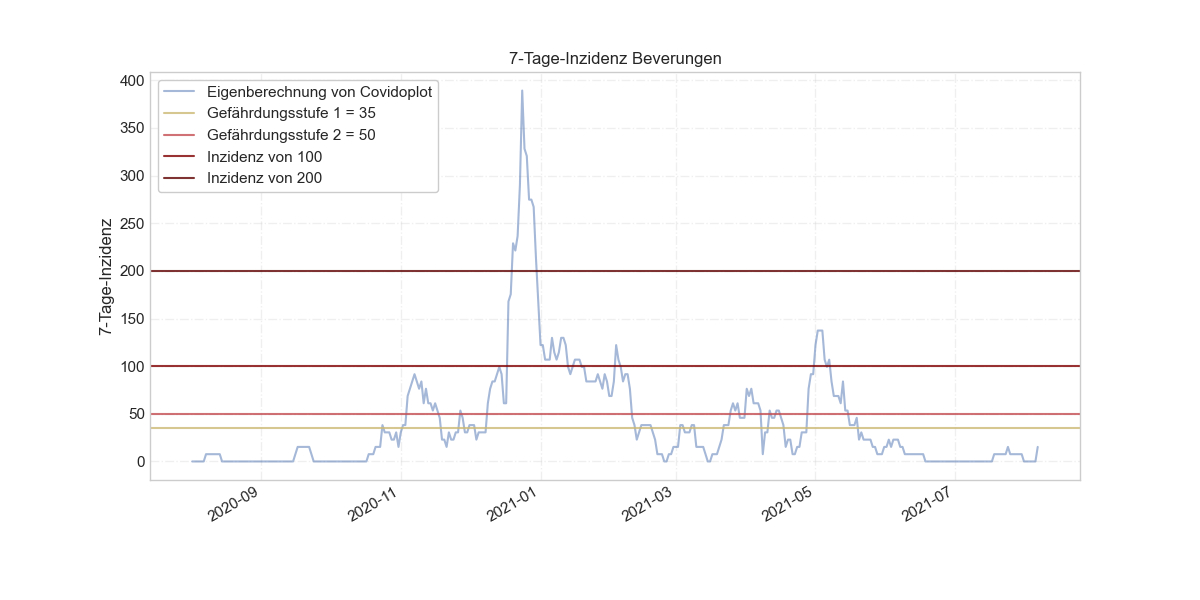 7-Tage-Inzidenz Beverungen
400
350
300
250
200
150
100
50
0
7-Tage-Inzidenz
Eigenberechnung von Covidoplot
Gefährdungsstufe 1 = 35
Gefährdungsstufe 2 = 50
Inzidenz von 100
Inzidenz von 200
2020-09
2020-11
2021-01
2021-03
2021-05
2021-07